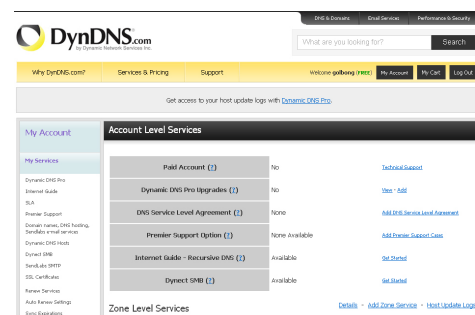 DNS & Domains Email Services Performance & Security
DynDNS.com
by Dynamic Network Services Inc.
What are you looking for? Search
Why DynDNS.com? Services & Pricing Support Welcome golbong (FREE) My Account My Cart Log Out
Get access to your host update logs with Dynamic DNS Pro.
My Account
Account Level Services
My Services
Paid Account (?) No Technical Support
Dynamic DNS Pro
Internet Guide
Dynamic DNS Pro Upgrades (?) No View - Add
SLA
Premier Support
DNS Service Level Agreement (?) None Add DNS Service Level Agreement
Domain names, DNS hosting,
SendLabs email services
Premier Support Option (?) None Available Add Premier Support Cases
Dynamic DNS Hosts
Dynect SMB
Internet Guide - Recursive DNS (?) Available Get Started
SendLabs SMTP
SSL Certificates
Dynect SMB (?) Available Get Started
Renew Services
Auto Renew Settings
Zone Level Services Details - Add Zone Service - Host Update Logs
Sync Expirations